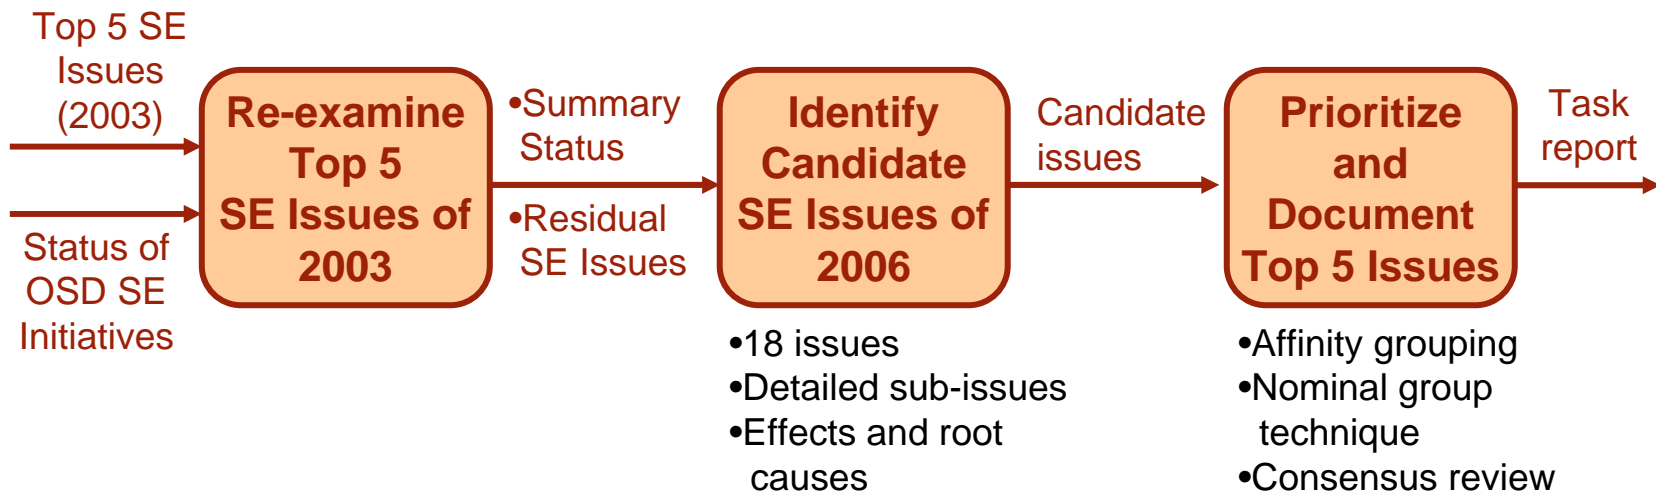 Top 5 SE
Issues
(2003)
Status of
OSD SE
Initiatives
Re-examine
Top 5
SE Issues of
2003
•Summary
Status
•Residual
SE Issues
Identify
Candidate
SE Issues of
2006
•18 issues
•Detailed sub-issues
•Effects and root
causes
Candidate
issues
Prioritize
and
Document
Top 5 Issues
•Affinity grouping
•Nominal group
technique
•Consensus review
Task
report